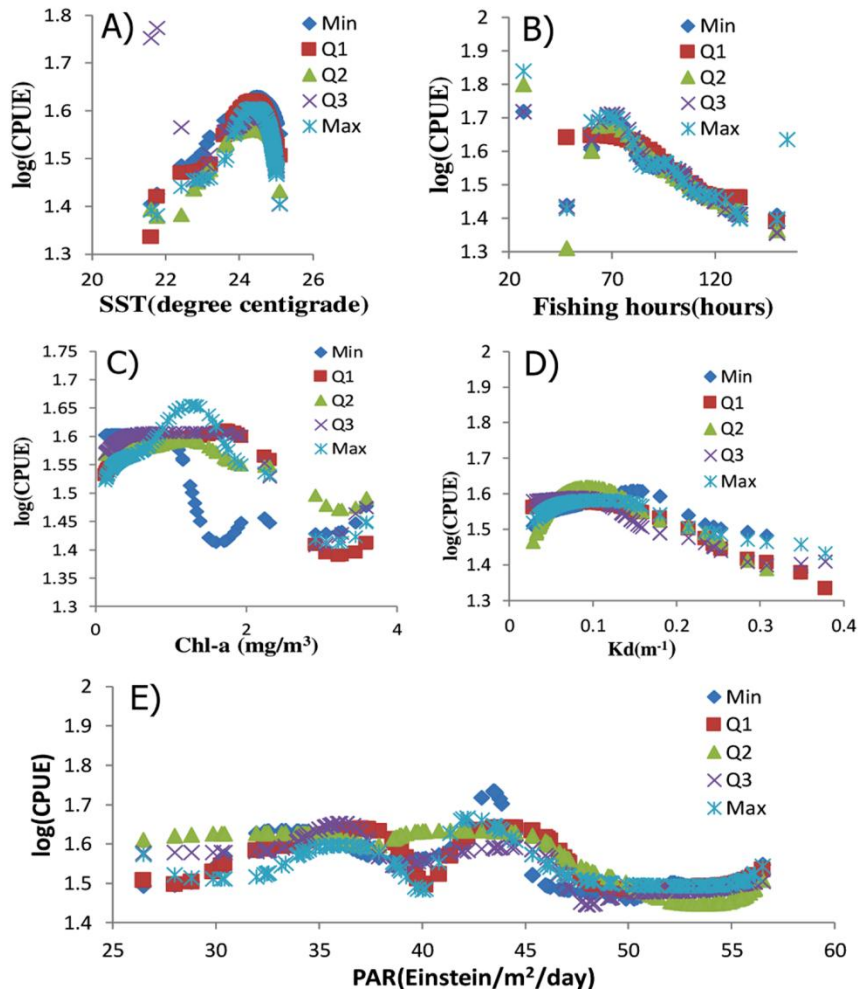 A)
log(CPUE)
1.8
1.7
1.6
1.5
1.4
1.3
20
22
24
26
SST(degree centigrade)
Min
Q1
Q2
Q3
Max
B)
log(CPUE)
2
1.9
1.8
1.7
1.6
1.5
1.4
1.3
20
70
120
Fishing hours(hours)
Min
Q1
Q2
Q3
Max
C)
log(CPUE)
1.75
1.7
1.65
1.6
1.55
1.5
1.45
1.4
1.35
1.3
0
2
4
Chl-a (mg/m³)
Min
Q1
Q2
Q3
Max
D)
log(CPUE)
2
1.9
1.8
1.7
1.6
1.5
1.4
1.3
0
0.1
0.2
0.3
0.4
Kd(m⁻¹)
Min
Q1
Q2
Q3
Max
E)
log(CPUE)
2
1.9
1.8
1.7
1.6
1.5
1.4
25
30
35
40
45
50
55
60
PAR(Einstein/m²/day)
Min
Q1
Q2
Q3
Max